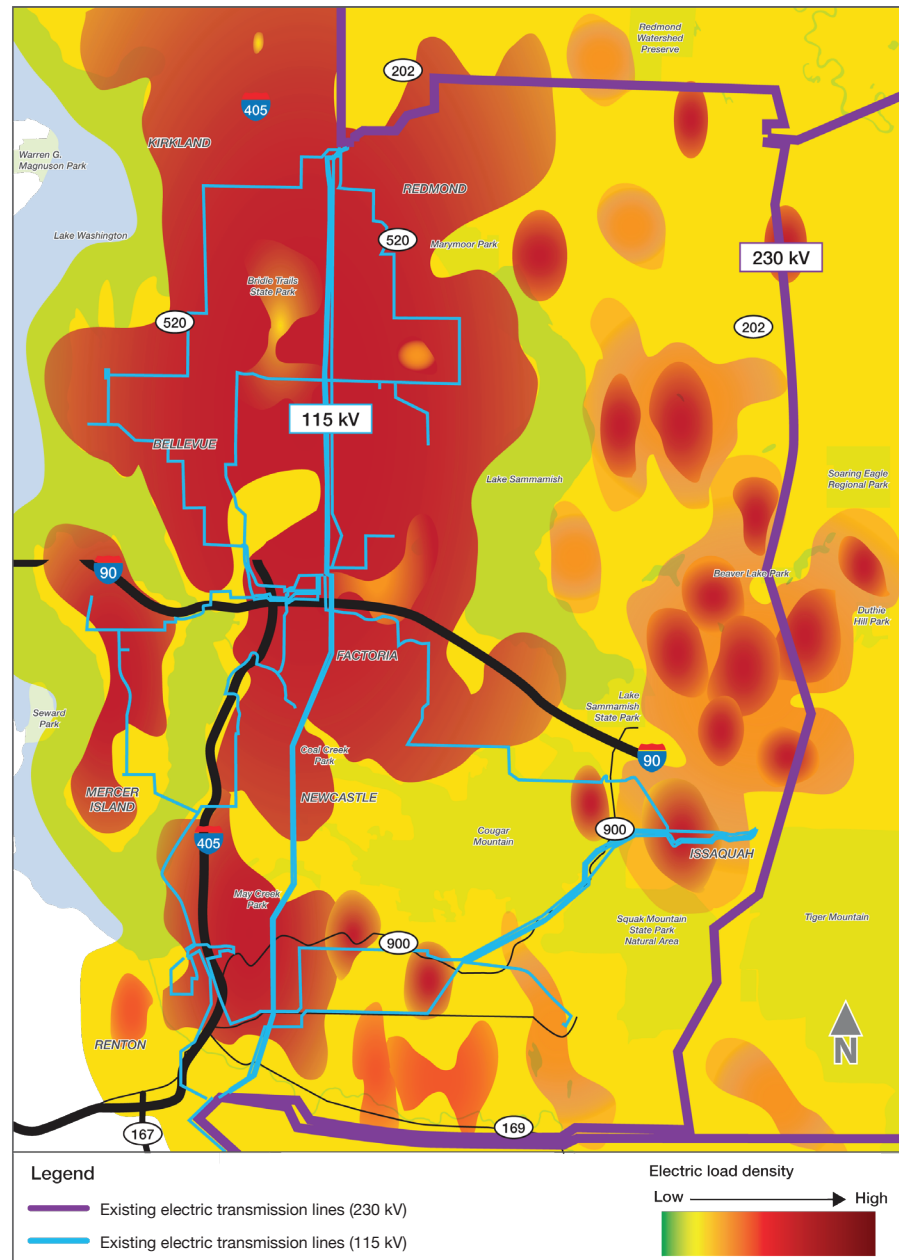 Redmond
Watershed
Preserve
202
405
KIRKLAND
Warren G.
Magnuson Park
REDMOND
Lake Washington
520
Marymoor Park
230 kV
Bridle Trails
State Park
520
202
115 kV
BELLEVUE
Lake Sammamish
Soaring Eagle
Regional Park
90
Beaver Lake Park
Duthie
Hill Park
FACTORIA
Seward
Park
Lake
Sammamish
State Park
Coal Creek
Park
90
MERCER
ISLAND
NEWCASTLE
Cougar
Mountain
900
405
ISSAQUAH
May Creek
Park
Squak Mountain
State Park
Natural Area
Tiger Mountain
900
RENTON
N
167
169
Legend
Existing electric transmission lines (230 kV)
Existing electric transmission lines (115 kV)
Electric load density
Low
High